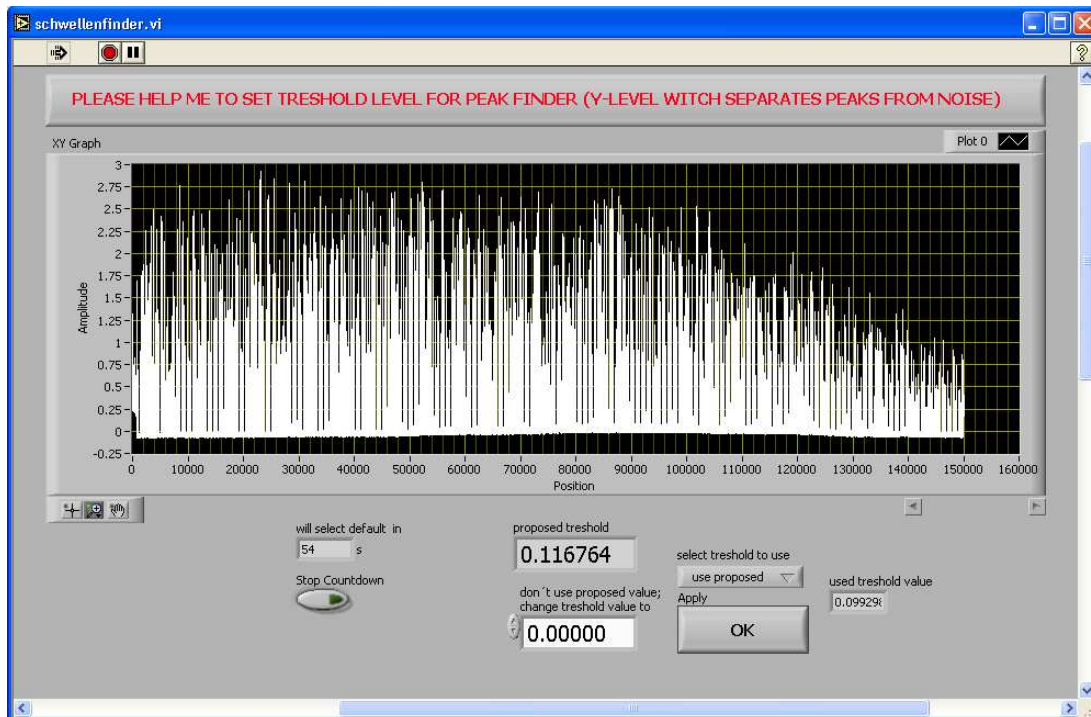 schwellenfinder.vi
?
PLEASE HELP ME TO SET TRESHOLD LEVEL FOR PEAK FINDER (Y-LEVEL WITCH SEPARATES PEAKS FROM NOISE)
XY Graph
Plot 0
3
2.75
2.5
2.25
2
1.75
1.5
1.25
1
0.75
0.5
0.25
0
-0.25
Amplitude
0 10000 20000 30000 40000 50000 60000 70000 80000 90000 100000 110000 120000 130000 140000 150000 160000
Position
will select default in
54 s
Stop Countdown
proposed treshold
0.116764
don´t use proposed value;
change treshold value to
0.00000
select treshold to use
use proposed
Apply
OK
used treshold value
0.09929